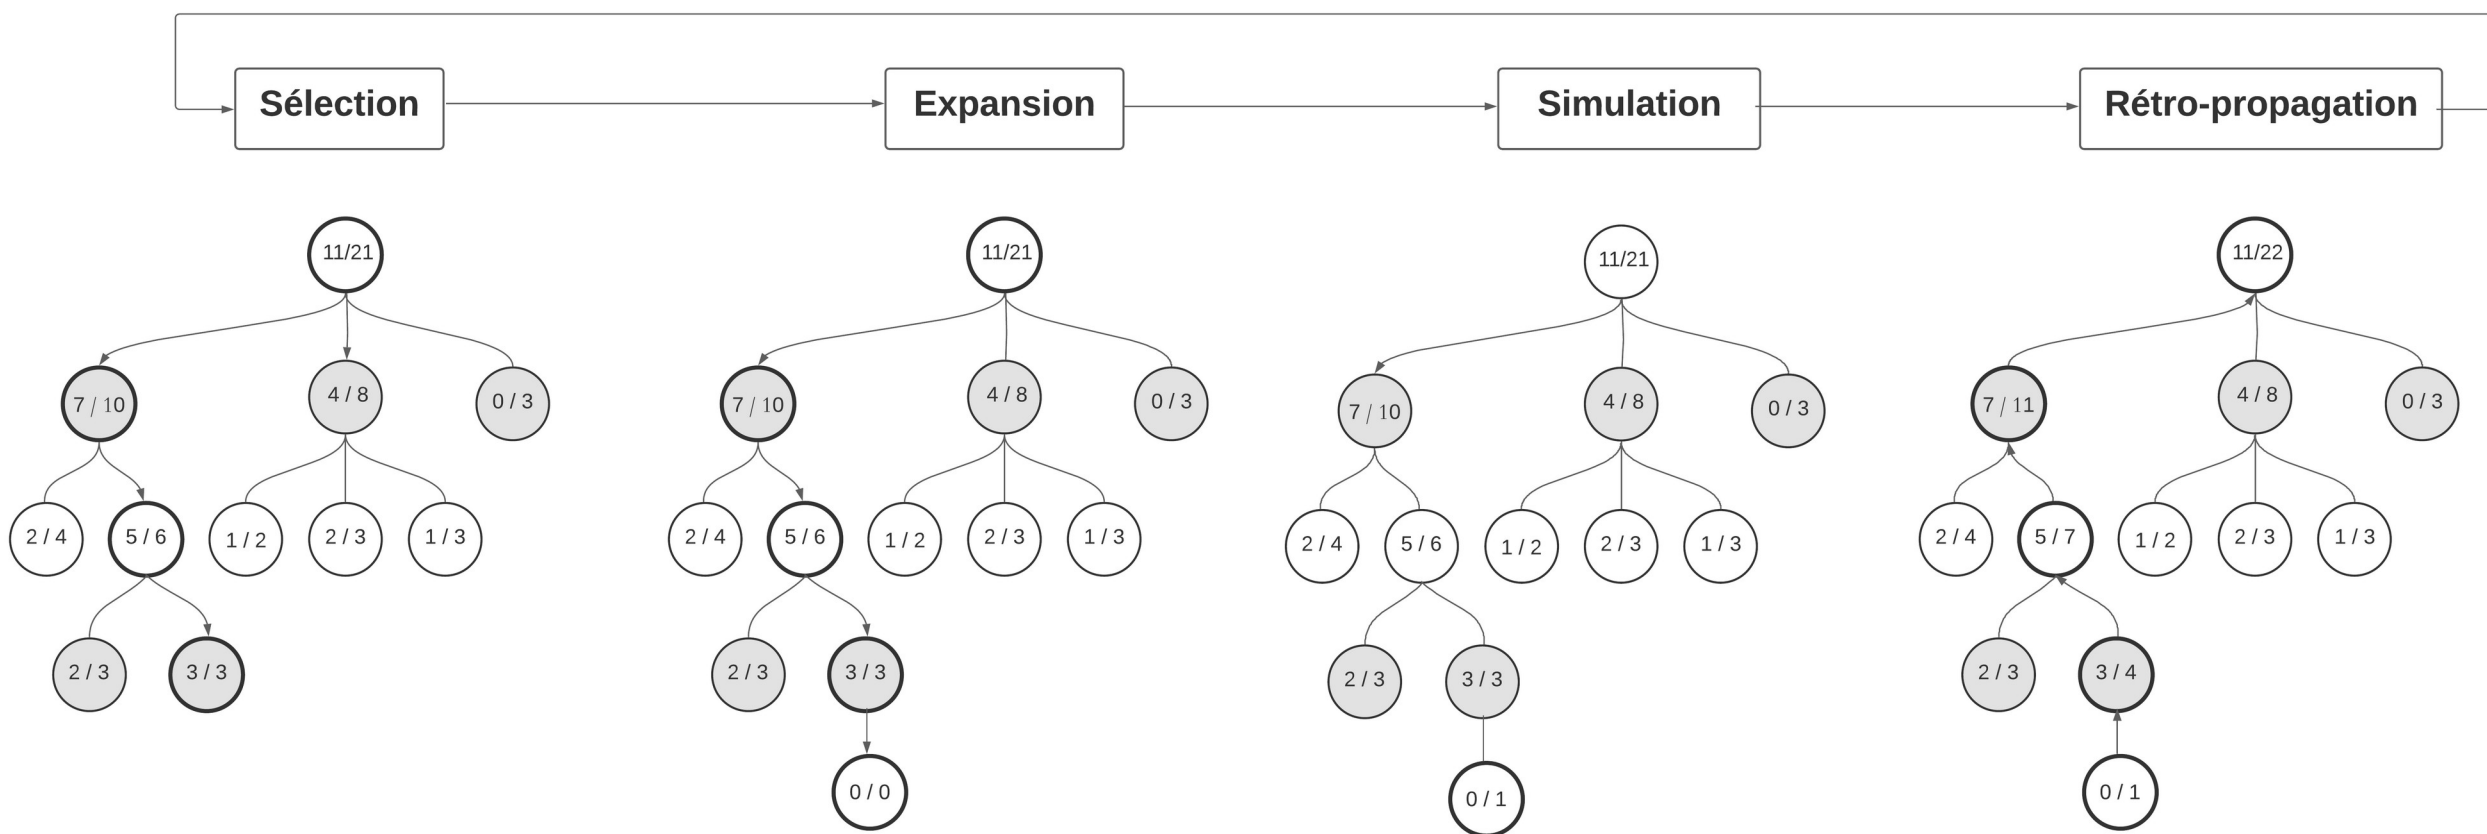 Sélection
Expansion
Simulation
Rétro-propagation
11/21
7 / 10
4 / 8
0 / 3
2 / 4
5 / 6
1 / 2
2 / 3
1 / 3
2 / 3
3 / 3
11/21
7 / 10
4 / 8
0 / 3
2 / 4
5 / 6
1 / 2
2 / 3
1 / 3
2 / 3
3 / 3
0 / 0
11/21
7 / 10
4 / 8
0 / 3
2 / 4
5 / 6
1 / 2
2 / 3
1 / 3
2 / 3
3 / 3
0 / 1
11/22
7 / 11
4 / 8
0 / 3
2 / 4
5 / 7
1 / 2
2 / 3
1 / 3
2 / 3
3 / 4
0 / 1